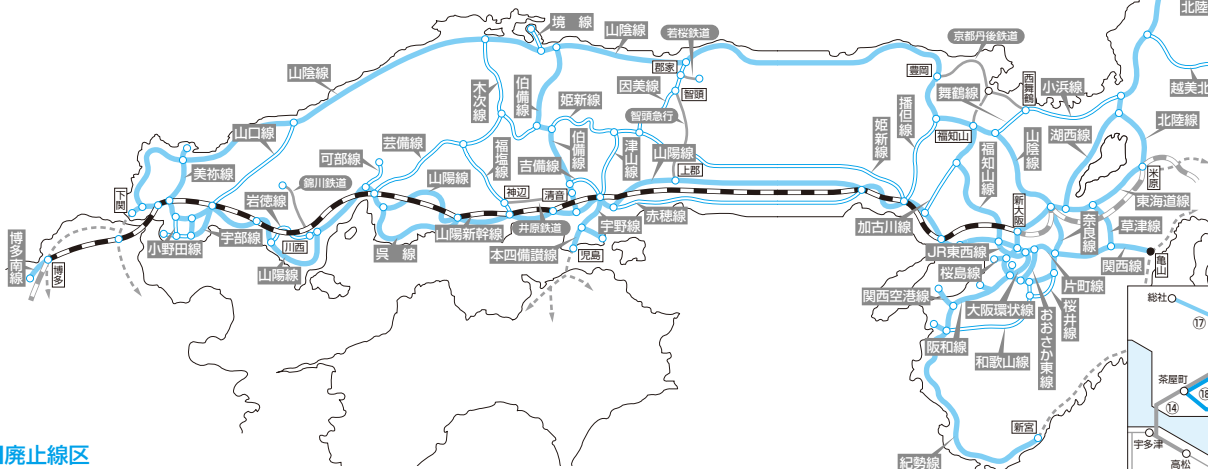 北陸
境 線
山陰線
若桜鉄道
京都丹後鉄道
郡家
豊岡
西舞鶴
山陰線
木次線
伯備線
姫新線
因美線
智頭
智頭急行
播但線
舞鶴線
小浜線
越美北
山口線
芸備線
福塩線
伯備線
津山線
山陽線
姫新線
福知山
福知山線
山陰線
湖西線
北陸線
可部線
吉備線
美祢線
錦川鉄道
山陽線
神辺
清音
上郡
米原
下関
岩徳線
新大阪
奈良線
東海道線
博多南線
博多
小野田線
宇部線
川西
山陽線
呉 線
山陽新幹線
井原鉄道
本四備讃線
宇野線
児島
赤穂線
加古川線
JR東西線
草津線
関西線
亀山
桜島線
片町線
関西空港線
大阪環状線
おおさか東線
桜井線
阪和線
和歌山線
総社
⑰
茶屋町
⑱
⑭
宇多津
高松
新宮
紀勢線
廃止線区